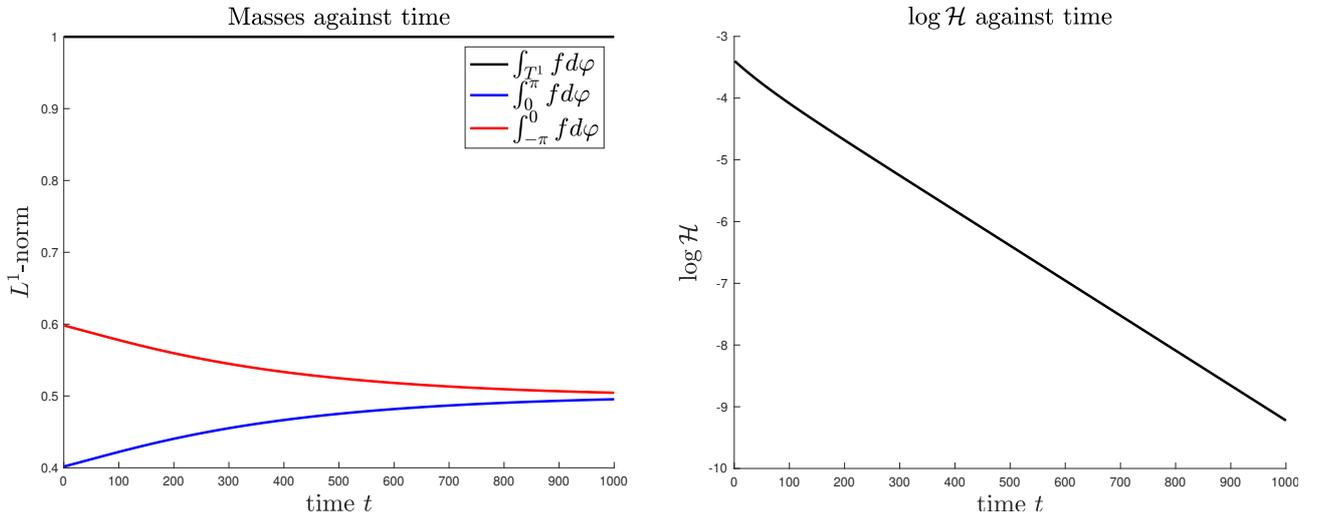 Masses against time
1
0.9
0.8
0.7
0.6
0.5
0.4
L¹-norm
∫_{T¹} f dφ
∫_0^π f dφ
∫_{-π}^0 f dφ
0 100 200 300 400 500 600 700 800 900 1000
time t
log ℋ against time
-3
-4
-5
-6
-7
-8
-9
-10
log ℋ
0 100 200 300 400 500 600 700 800 900 1000
time t